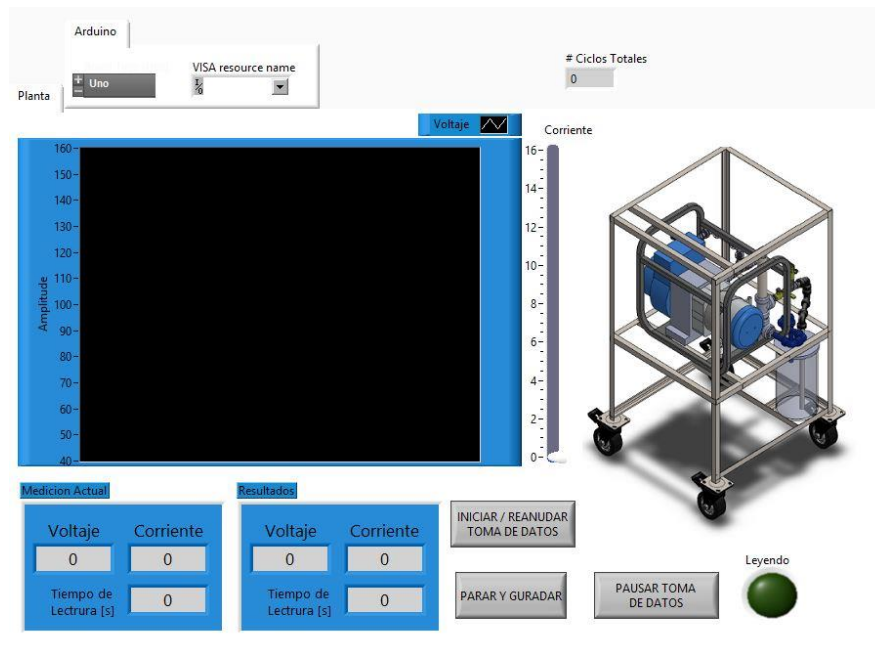 Arduino
Uno
VISA resource name
I/O
# Ciclos Totales
0
Planta
Voltaje
Corriente
Amplitude
160
150
140
130
120
110
100
90
80
70
60
50
40
16
14
12
10
8
6
4
2
0
Medicion Actual
Voltaje Corriente
0 0
Tiempo de
Lectrura [s]
0
Resultados
Voltaje Corriente
0 0
Tiempo de
Lectrura [s]
0
INICIAR / REANUDAR
TOMA DE DATOS
PARAR Y GURADAR
PAUSAR TOMA
DE DATOS
Leyendo